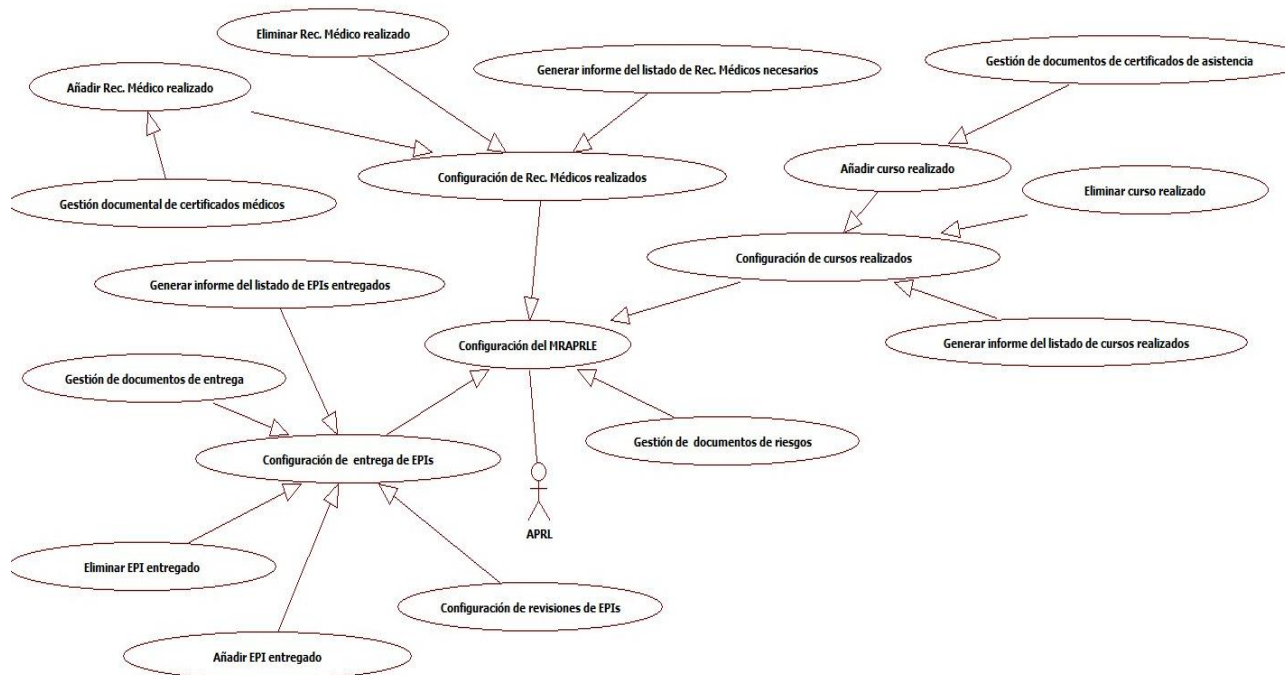 Eliminar Rec. Médico realizado
Gestión de documentos de certificados de asistencia
Generar informe del listado de Rec. Médicos necesarios
Añadir Rec. Médico realizado
Añadir curso realizado
Configuración de Rec. Médicos realizados
Eliminar curso realizado
Gestión documental de certificados médicos
Configuración de cursos realizados
Generar informe del listado de EPIs entregados
Configuración del MRAPRLE
Generar informe del listado de cursos realizados
Gestión de documentos de entrega
Gestión de documentos de riesgos
Configuración de entrega de EPIs
APRL
Eliminar EPI entregado
Configuración de revisiones de EPIs
Añadir EPI entregado